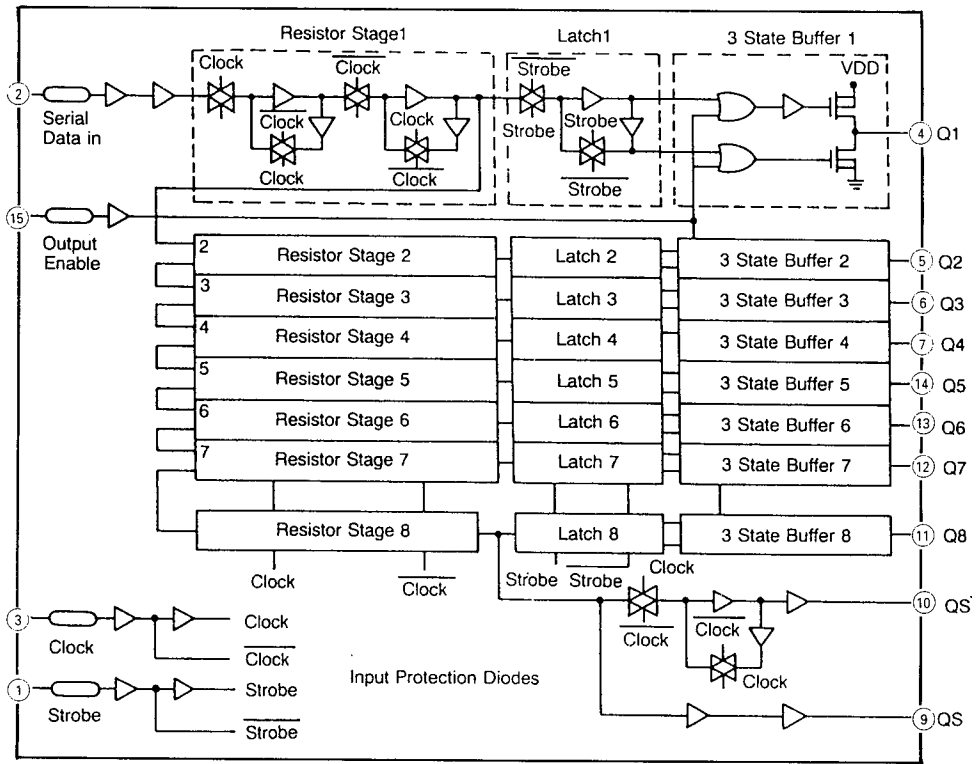 Resistor Stage1
Latch1
3 State Buffer 1
Clock
Clock
Strobe
VDD
2
Serial
Data in
Clock
Clock
Strobe
Strobe
4 Q1
Clock
Clock
Strobe
15
Output
Enable
2
Resistor Stage 2
Latch 2
3 State Buffer 2
5 Q2
3
Resistor Stage 3
Latch 3
3 State Buffer 3
6 Q3
4
Resistor Stage 4
Latch 4
3 State Buffer 4
7 Q4
5
Resistor Stage 5
Latch 5
3 State Buffer 5
14 Q5
6
Resistor Stage 6
Latch 6
3 State Buffer 6
13 Q6
7
Resistor Stage 7
Latch 7
3 State Buffer 7
12 Q7
Resistor Stage 8
Latch 8
3 State Buffer 8
11 Q8
Clock
Clock
Strobe
Strobe
Clock
10 QS'
Clock
Clock
Clock
3
Clock
Clock
Clock
Input Protection Diodes
1
Strobe
Strobe
Strobe
9 QS